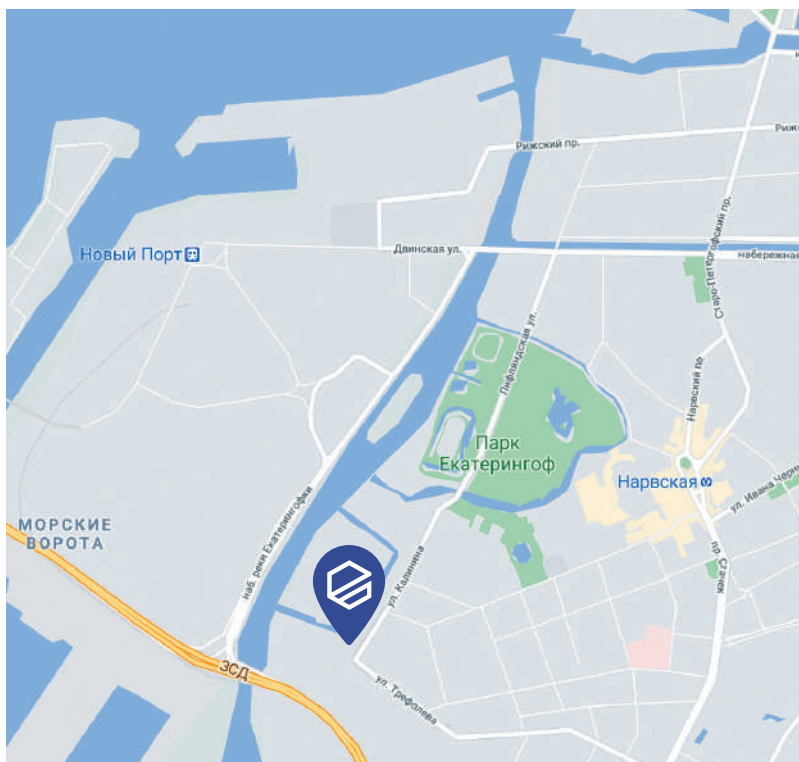 Рижский пр.
Двинская ул.
набережная
Новый Порт
Старо-Петергофский пр.
Лифляндская ул.
Нарвский пр.
Парк
Екатерингоф
Нарвская
ул. Ивана Черн
МОРСКИЕ
ВОРОТА
наб. реки Екатерингофки
ул. Калинина
пр. Стачек
ЗСД
ул. Трефолева